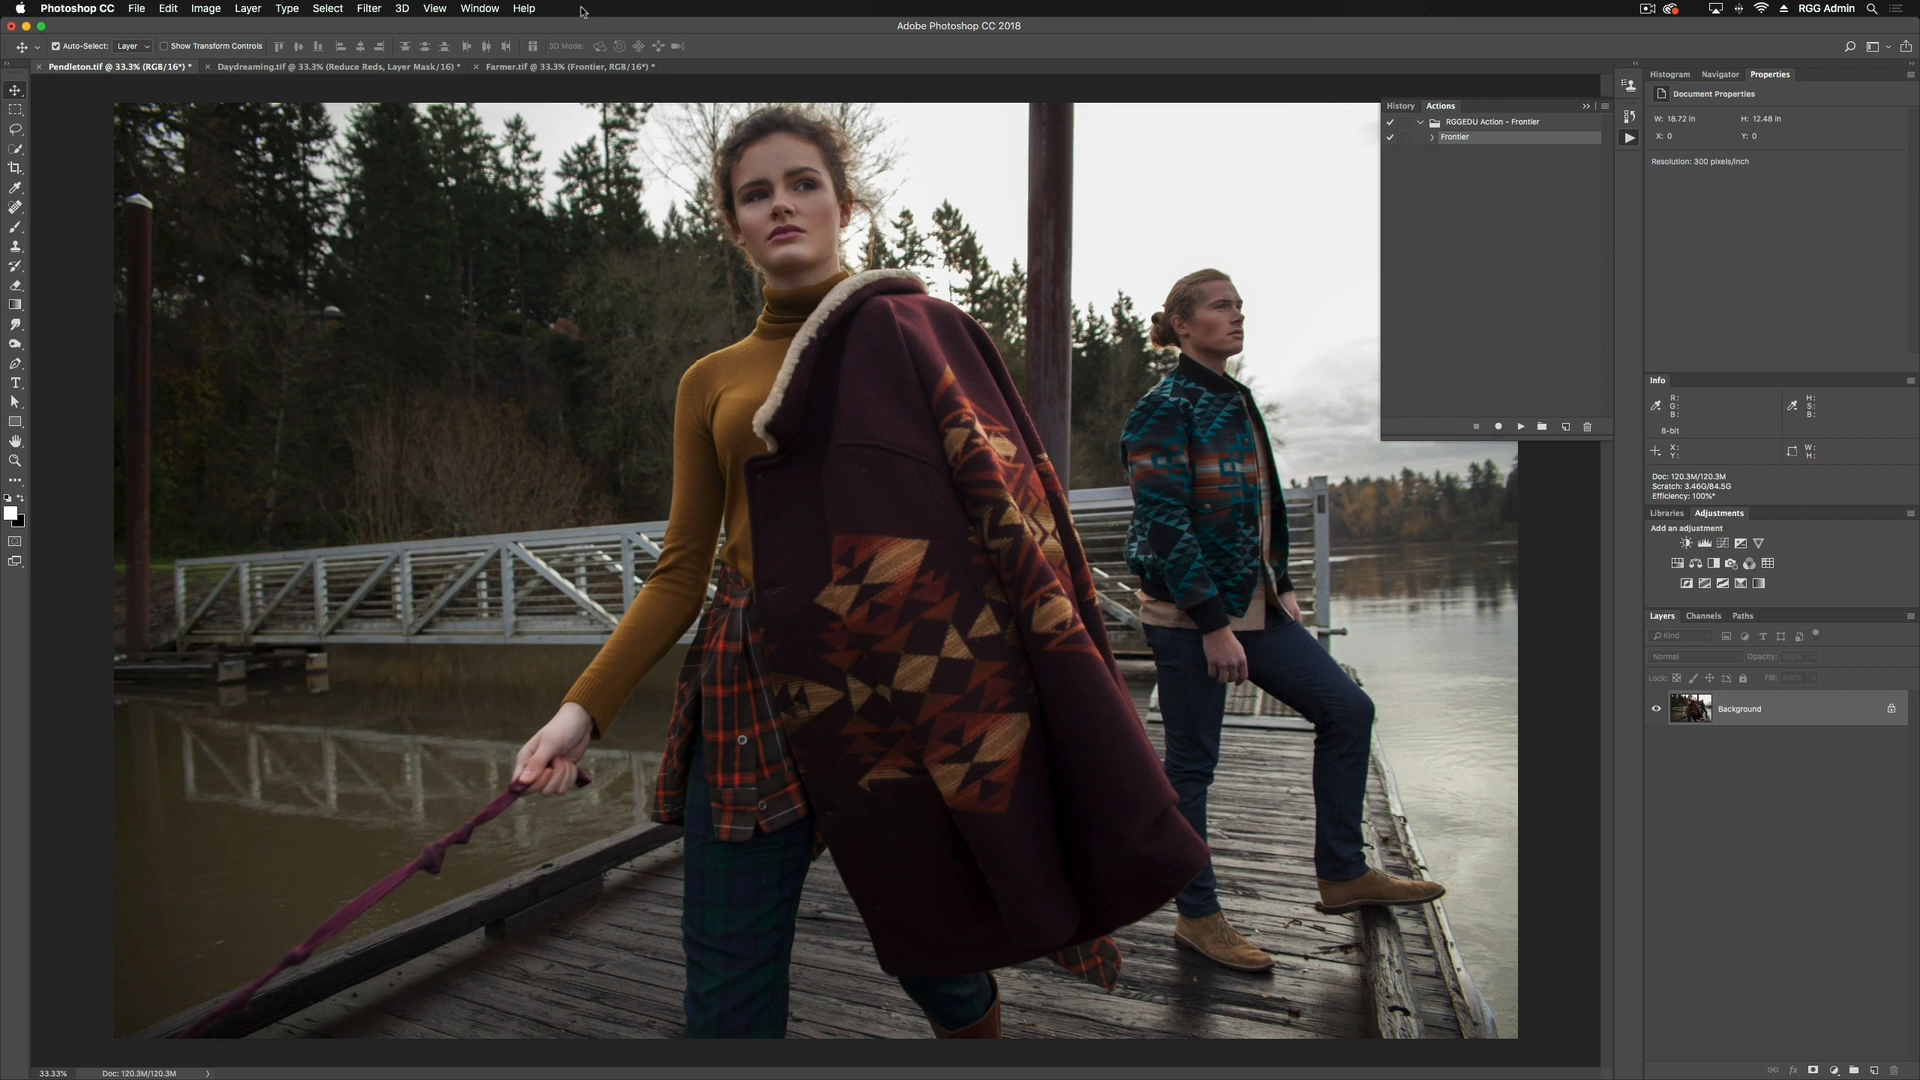 Photoshop CC File Edit Image Layer Type Select Filter 3D View Window Help RGG Admin
Adobe Photoshop CC 2018
Auto-Select: Layer Show Transform Controls 3D Mode:
Pendleton.tif @ 33.3% (RGB/16*) * Daydreaming.tif @ 33.3% (Reduce Reds, Layer Mask/16) * Farmer.tif @ 33.3% (Frontier, RGB/16*) *
Histogram Navigator Properties
Document Properties
W: 18.72 in H: 12.48 in
X: 0 Y: 0
Resolution: 300 pixels/inch
History Actions
RGGEDU Action - Frontier
Frontier
Info
R: H:
G: S:
B: B:
8-bit
X: W:
Y: H:
Doc: 120.3M/120.3M
Scratch: 3.46G/84.5G
Efficiency: 100%*
Libraries Adjustments
Add an adjustment
Layers Channels Paths
Kind
Normal Opacity: 100%
Lock: Fill: 100%
Background
33.33% Doc: 120.3M/120.3M